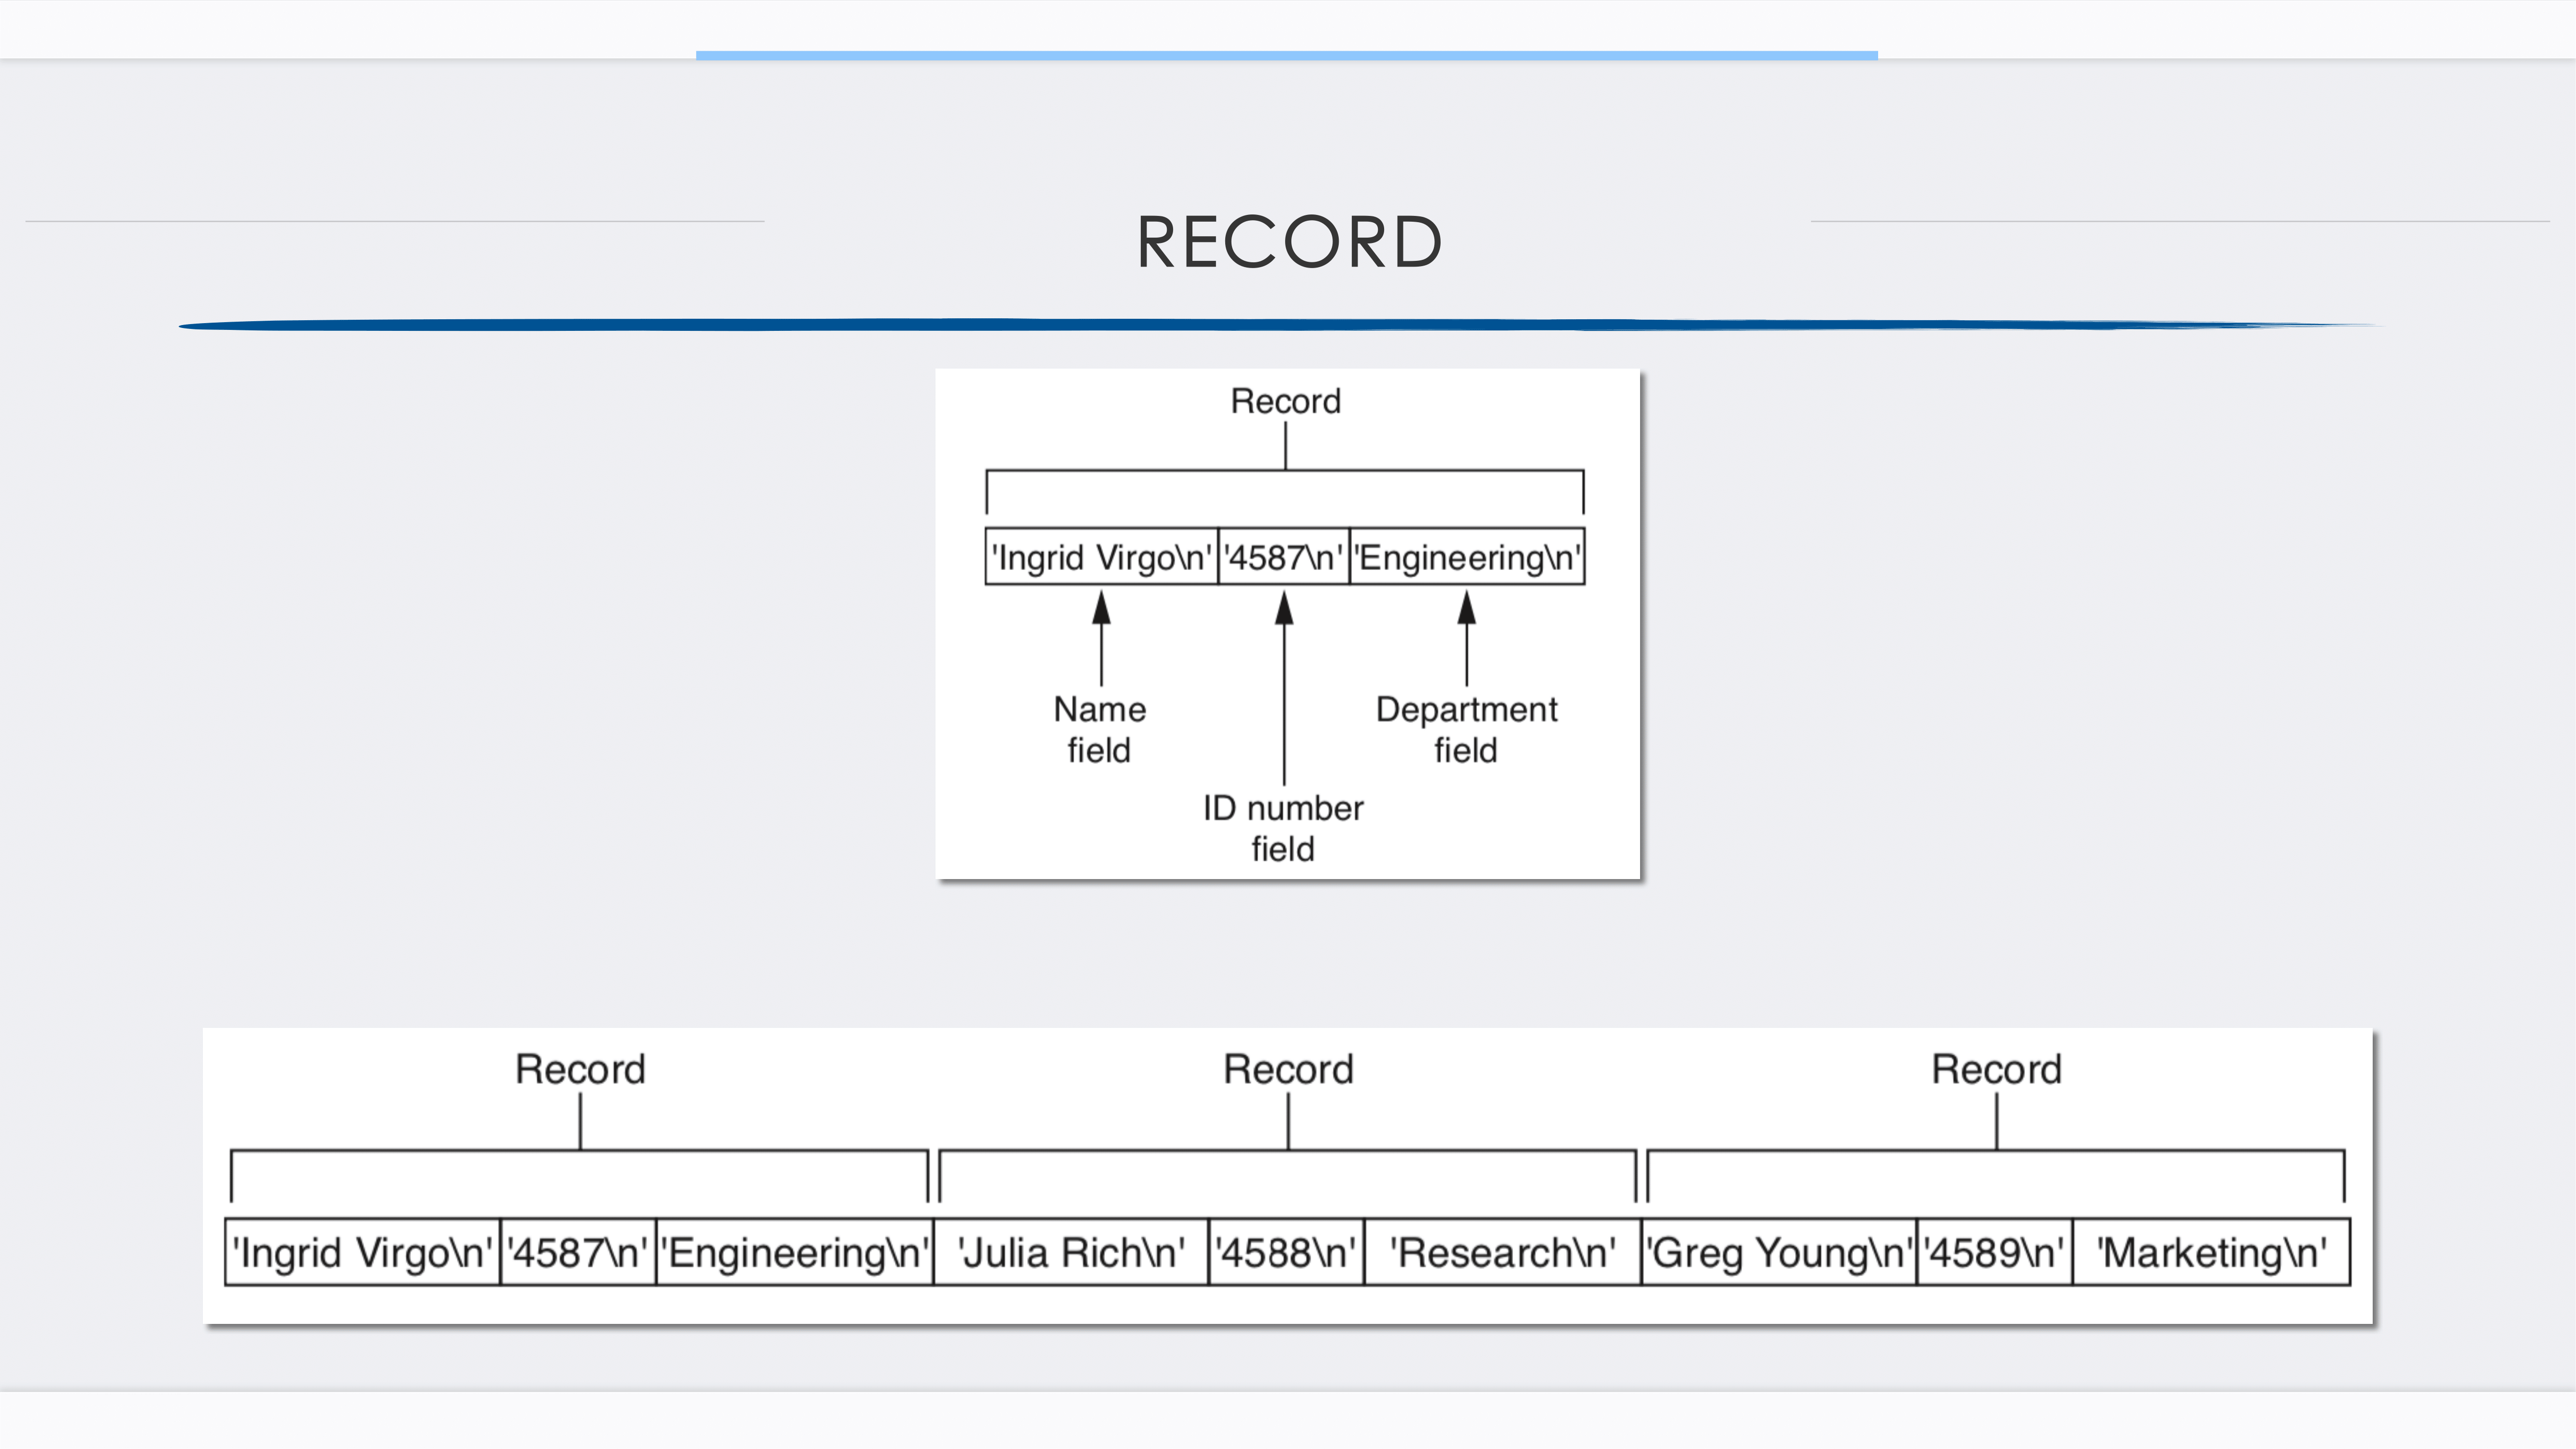 RECORD
Record
'Ingrid Virgo\n' '4587\n' 'Engineering\n'
Name
field
Department
field
ID number
field
Record Record Record
'Ingrid Virgo\n' '4587\n' 'Engineering\n' 'Julia Rich\n' '4588\n' 'Research\n' 'Greg Young\n' '4589\n' 'Marketing\n'